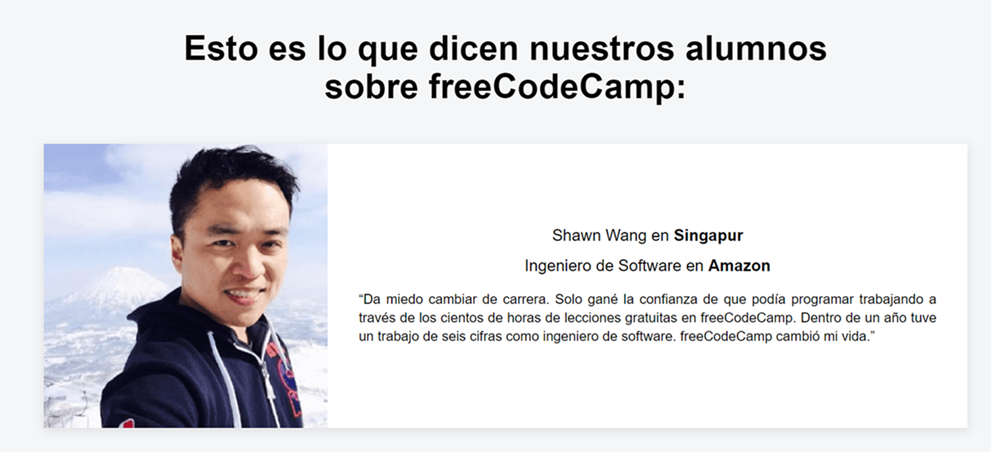 Esto es lo que dicen nuestros alumnos
sobre freeCodeCamp:
Shawn Wang en Singapur
Ingeniero de Software en Amazon
“Da miedo cambiar de carrera. Solo gané la confianza de que podía programar trabajando a
través de los cientos de horas de lecciones gratuitas en freeCodeCamp. Dentro de un año tuve
un trabajo de seis cifras como ingeniero de software. freeCodeCamp cambió mi vida.”